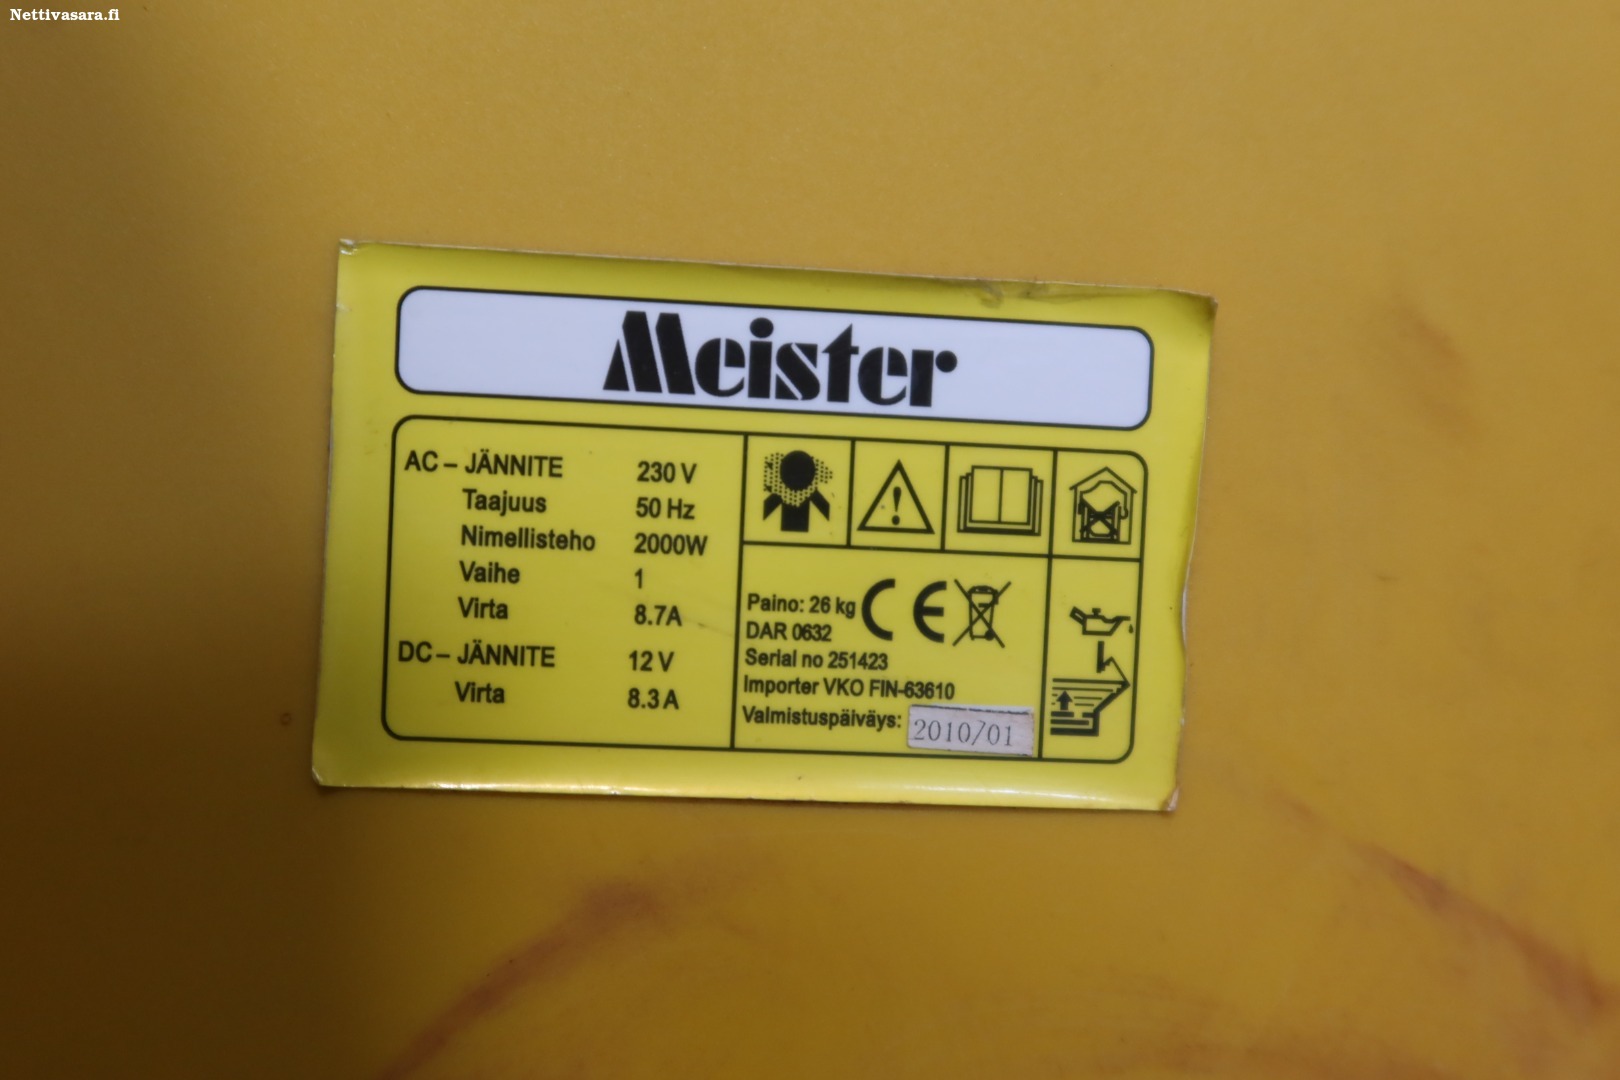 Nettivasara.fi
Meister
AC – JÄNNITE 230 V
Taajuus 50 Hz
Nimellisteho 2000W
Vaihe 1
Virta 8.7A
DC – JÄNNITE 12 V
Virta 8.3 A
Paino: 26 kg CE
DAR 0632
Serial no 251423
Importer VKO FIN-63610
Valmistuspäiväys: 2010/01